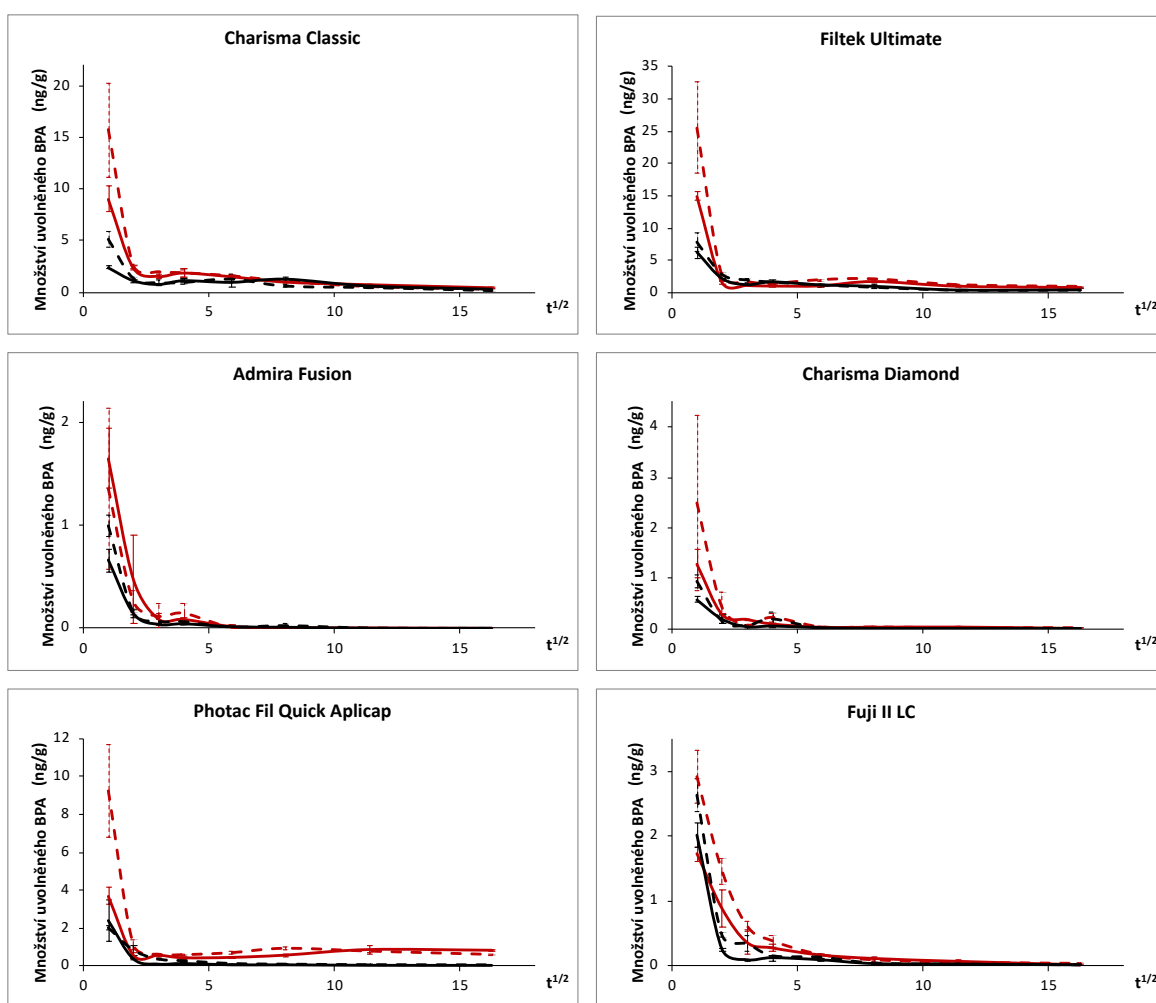 Charisma Classic
Množství uvolněného BPA (ng/g)
20
15
10
5
0
0 5 10 15
t1/2
Filtek Ultimate
Množství uvolněného BPA (ng/g)
35
30
25
20
15
10
5
0
0 5 10 15
t1/2
Admira Fusion
Množství uvolněného BPA (ng/g)
2
1
0
0 5 10 15
t1/2
Charisma Diamond
Množství uvolněného BPA (ng/g)
4
3
2
1
0
0 5 10 15
t1/2
Photac Fil Quick Aplicap
Množství uvolněného BPA (ng/g)
12
10
8
6
4
2
0
0 5 10 15
t1/2
Fuji II LC
Množství uvolněného BPA (ng/g)
3
2
1
0
0 5 10 15
t1/2